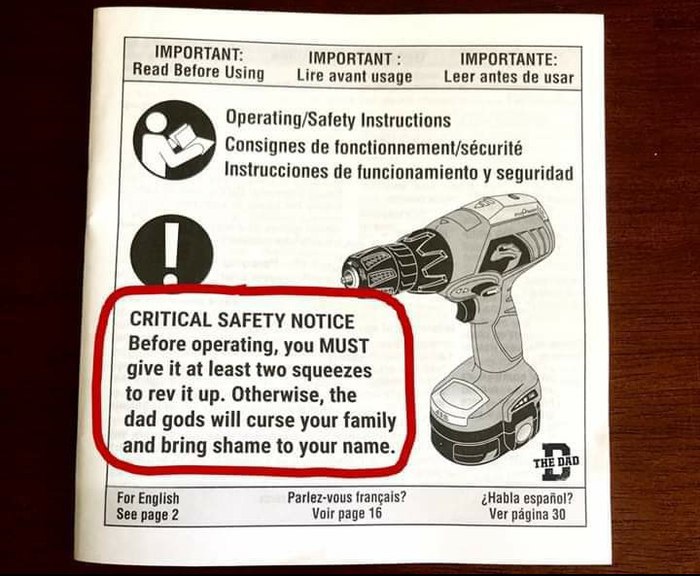 IMPORTANT:
Read Before Using
IMPORTANT :
Lire avant usage
IMPORTANTE:
Leer antes de usar
Operating/Safety Instructions
Consignes de fonctionnement/sécurité
Instrucciones de funcionamiento y seguridad
!
CRITICAL SAFETY NOTICE
Before operating, you MUST
give it at least two squeezes
to rev it up. Otherwise, the
dad gods will curse your family
and bring shame to your name.
D
THE DAD
For English
See page 2
Parlez-vous français?
Voir page 16
¿Habla español?
Ver página 30